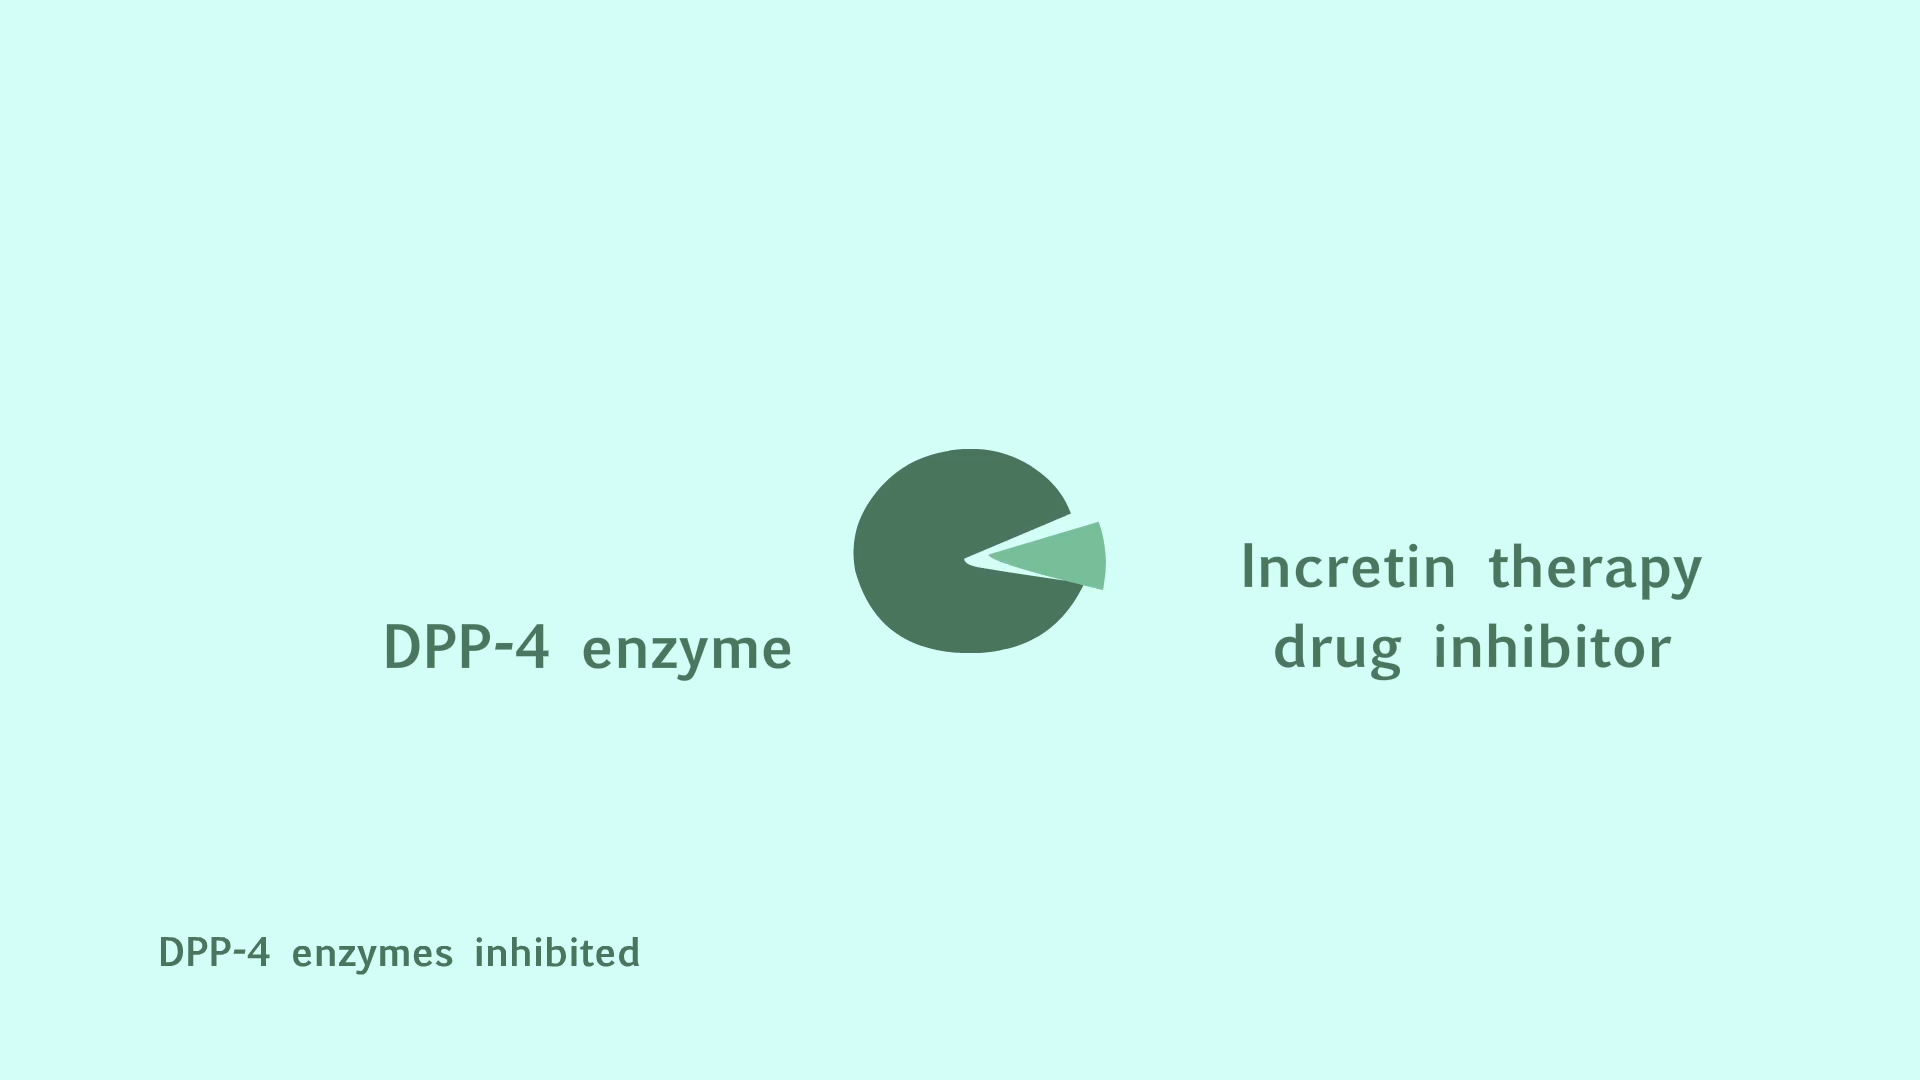 DPP-4 enzyme
Incretin therapy
drug inhibitor
DPP-4 enzymes inhibited